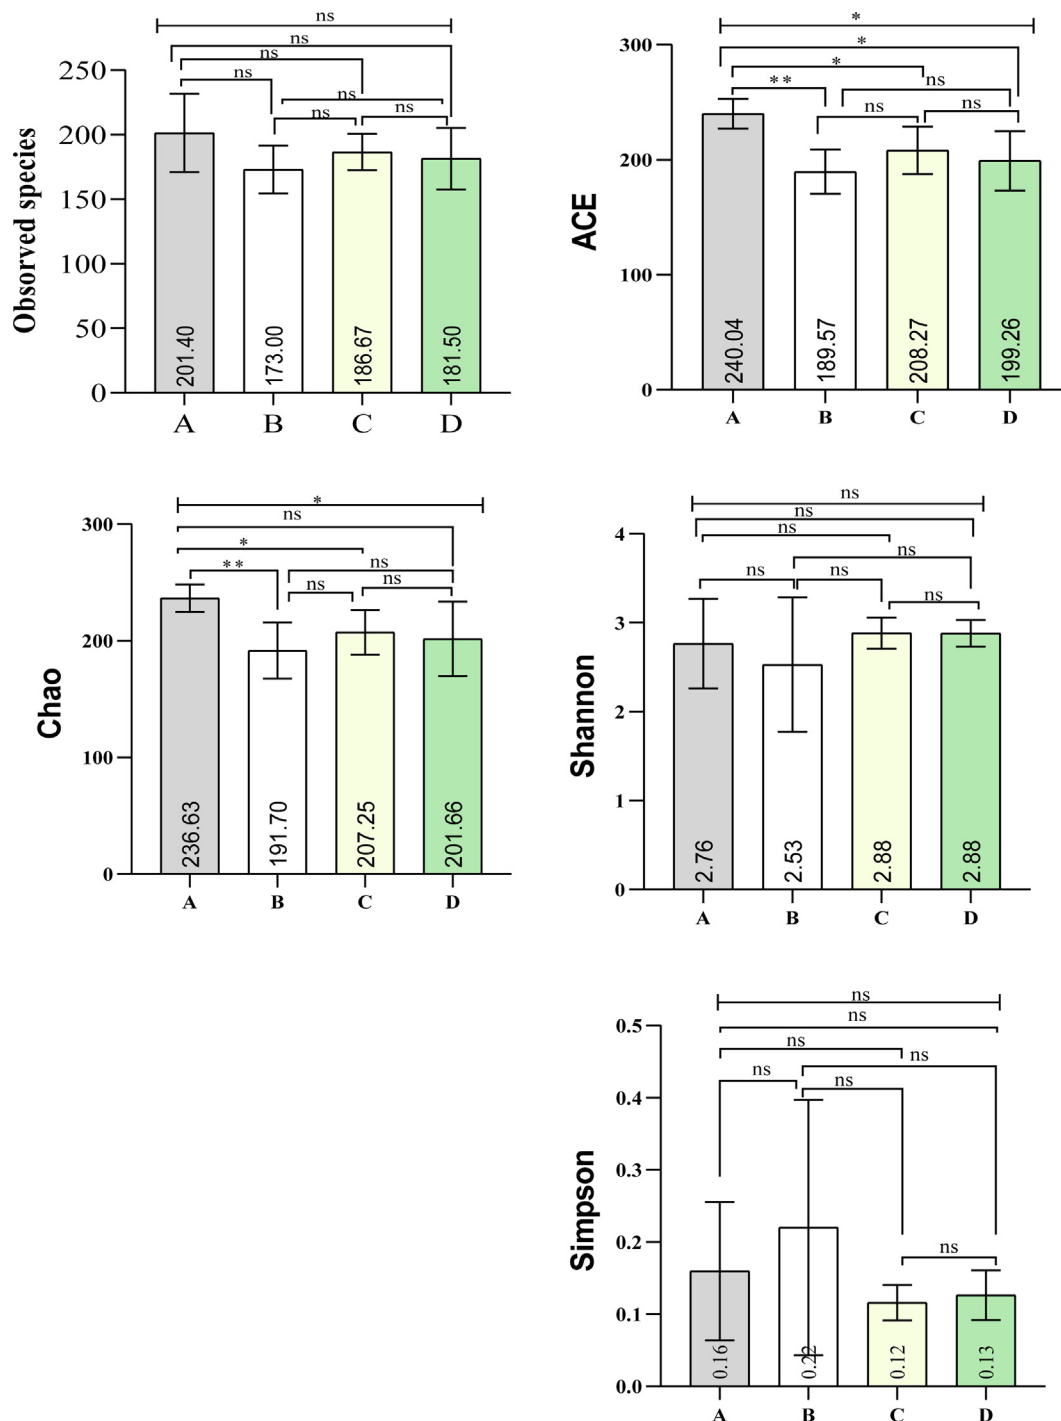 ns
ns
ns
ns
ns
ns
ns
250
200
150
100
50
0
Obsorved species
201.40
173.00
186.67
181.50
A B C D
*
*
*
**
ns
ns
ns
300
200
100
0
ACE
240.04
189.57
208.27
199.26
A B C D
*
ns
*
**
ns
ns
ns
300
200
100
0
Chao
236.63
191.70
207.25
201.66
A B C D
ns
ns
ns
ns
ns
ns
ns
4
3
2
1
0
Shannon
2.76
2.53
2.88
2.88
A B C D
ns
ns
ns
ns
ns
ns
ns
0.5
0.4
0.3
0.2
0.1
0.0
Simpson
0.16
0.22
0.12
0.13
A B C D